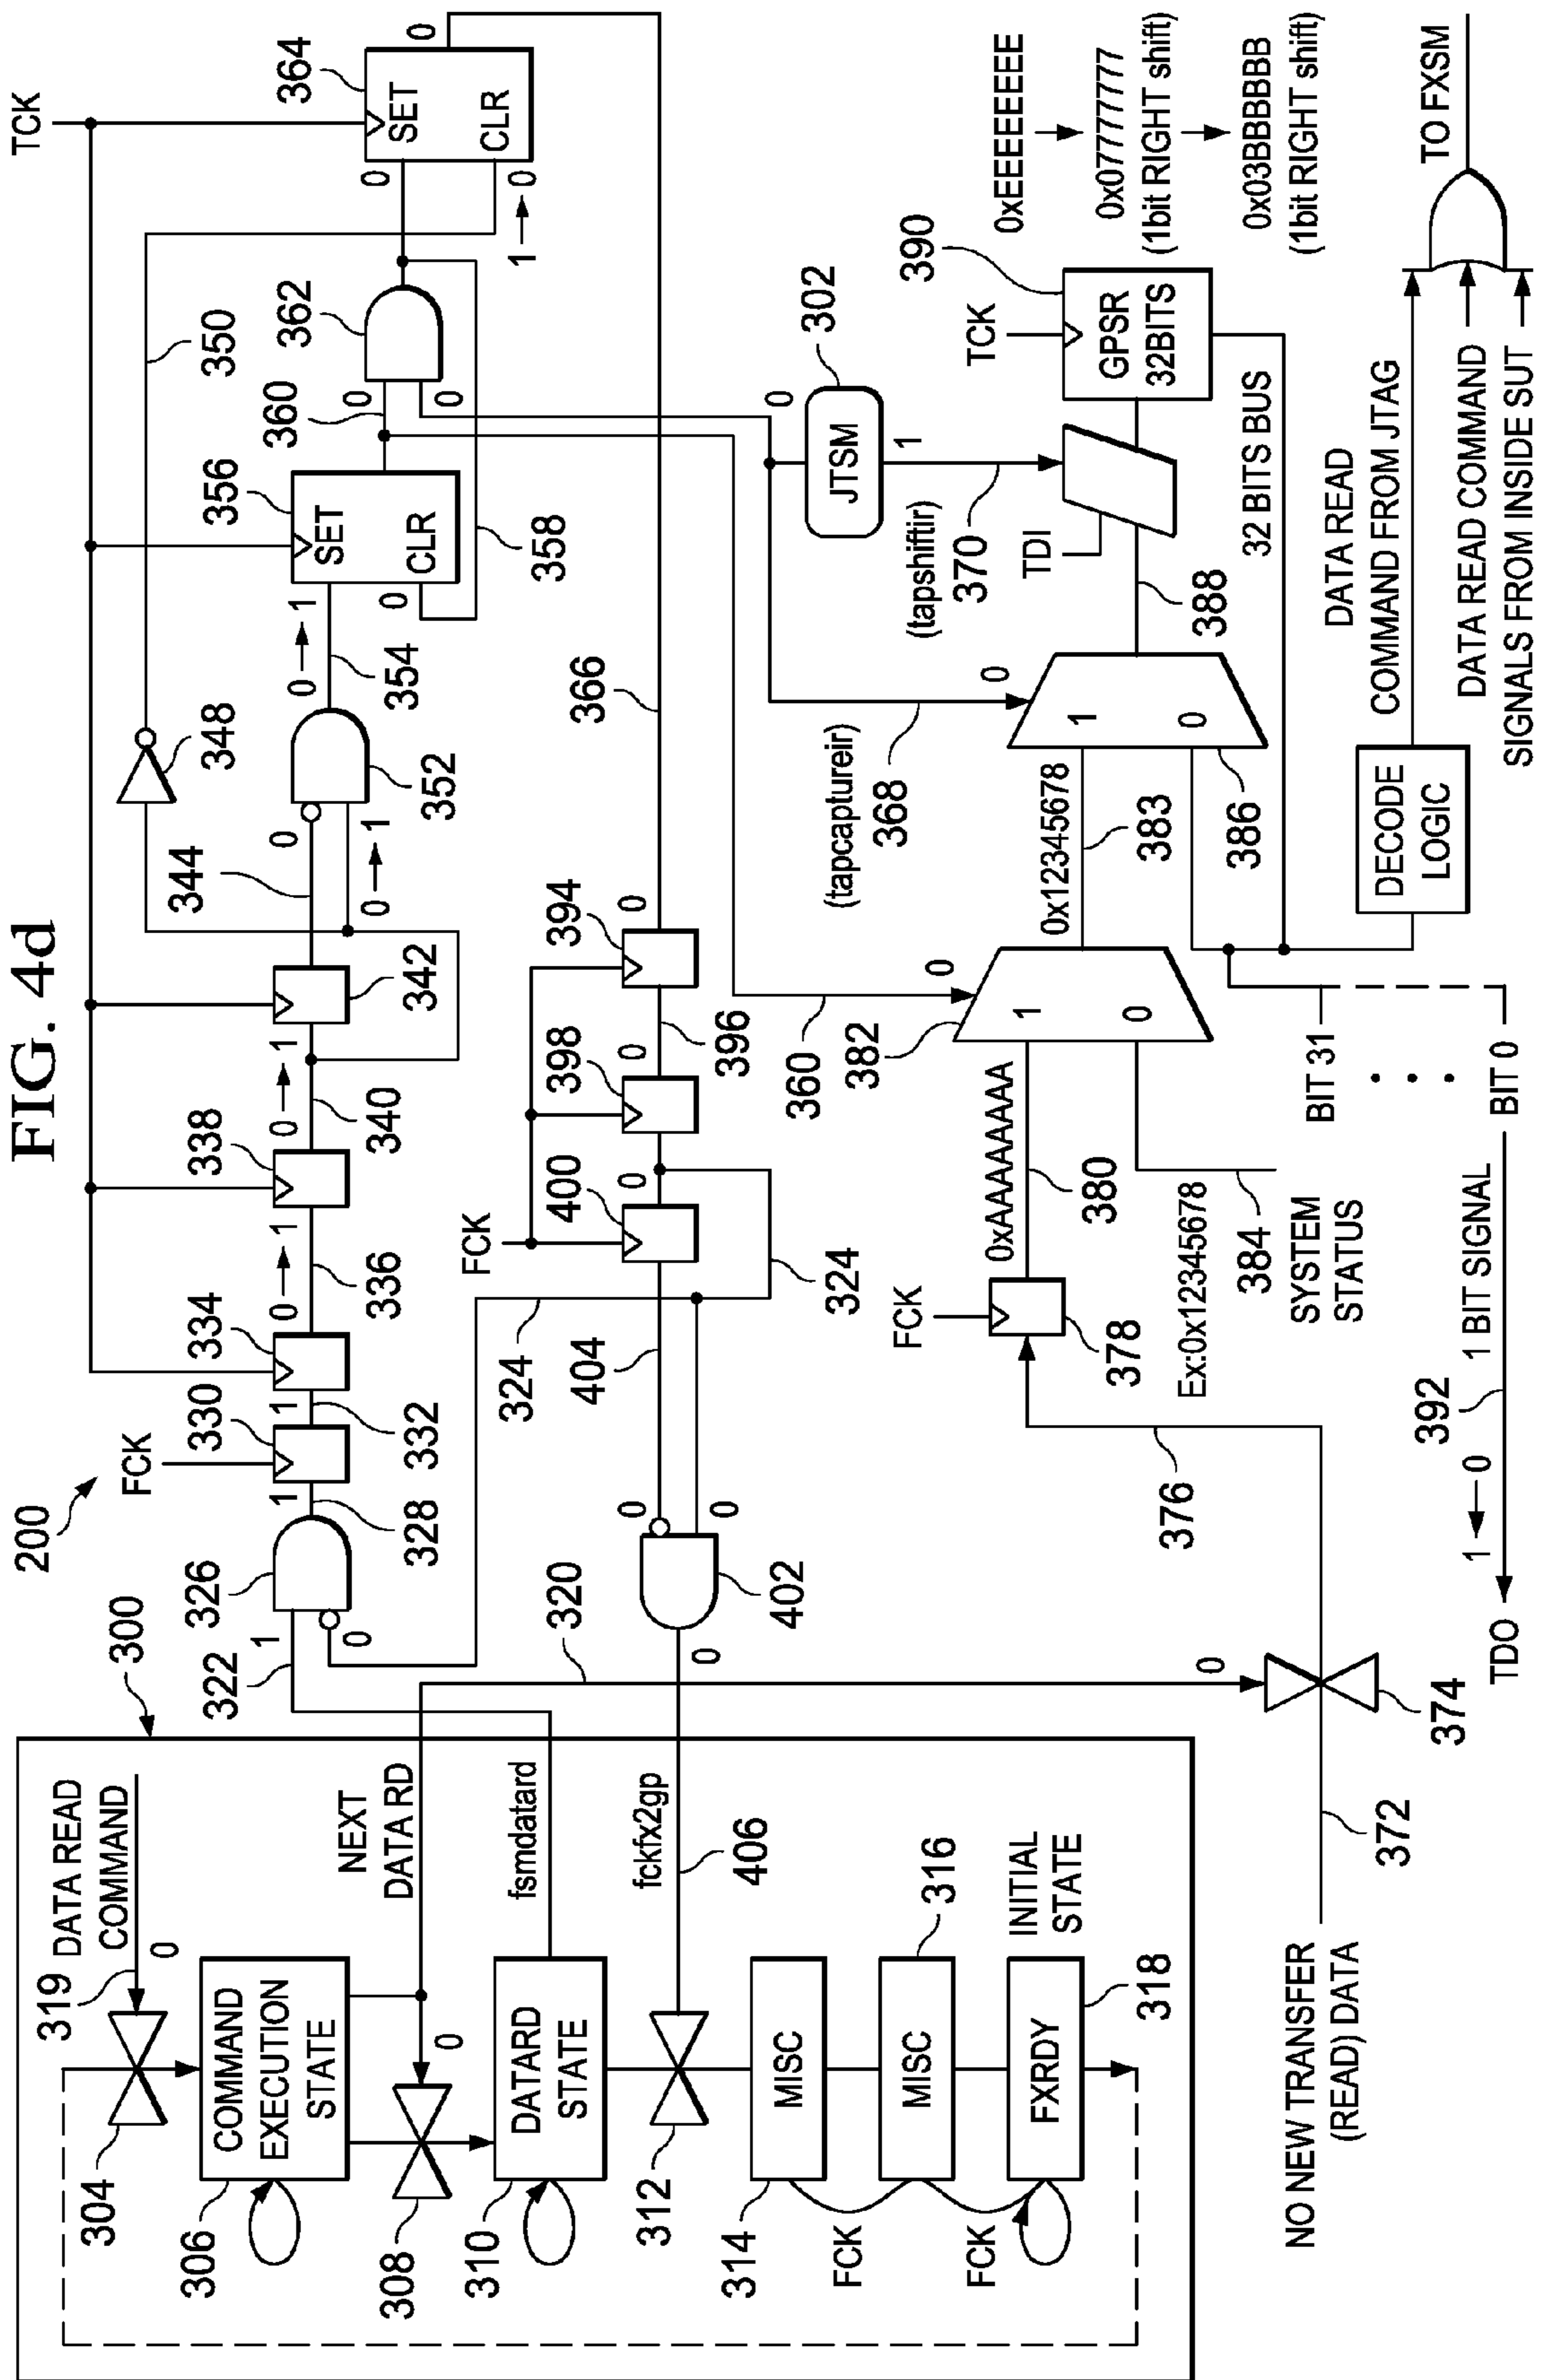 FIG. 4d
200
300
319
DATA READ
COMMAND
0
304
COMMAND
EXECUTION
STATE
306
NEXT
DATA RD
308
0
DATARD
STATE
310
fsmdatard
fckfx2gp
406
312
MISC
314
FCK
MISC
316
FCK
INITIAL
STATE
FXRDY
318
322
1
0
326
320
0
328
1
FCK
330
1
332
334
0 → 1
336
338
0 → 1
340
342
344
0
0 → 1
348
350
352
0 → 1
354
TCK
356
SET
CLR
0
358
360
0
0
362
364
SET
CLR
0
1 → 0
0
366
394
0
396
398
0
400
0
FCK
324
324
404
0
0
402
0
(tapcaptureir)
368
0
0
JTSM
302
1
(tapshiftir)
370
TDI
TCK
390
GPSR
32BITS
0xEEEEEEEE
0x07777777
(1bit RIGHT shift)
0x03BBBBBB
(1bit RIGHT shift)
32 BITS BUS
388
386
1
0
0x12345678
383
360
382
0
1
0
0xAAAAAAAA
380
FCK
378
376
374
372
NO NEW TRANSFER
(READ) DATA
Ex:0x12345678
384
SYSTEM
STATUS
BIT 31
BIT 0
1 BIT SIGNAL
392
1 → 0
TDO
DECODE
LOGIC
DATA READ
COMMAND FROM JTAG
DATA READ COMMAND
SIGNALS FROM INSIDE SUT
TO FXSM